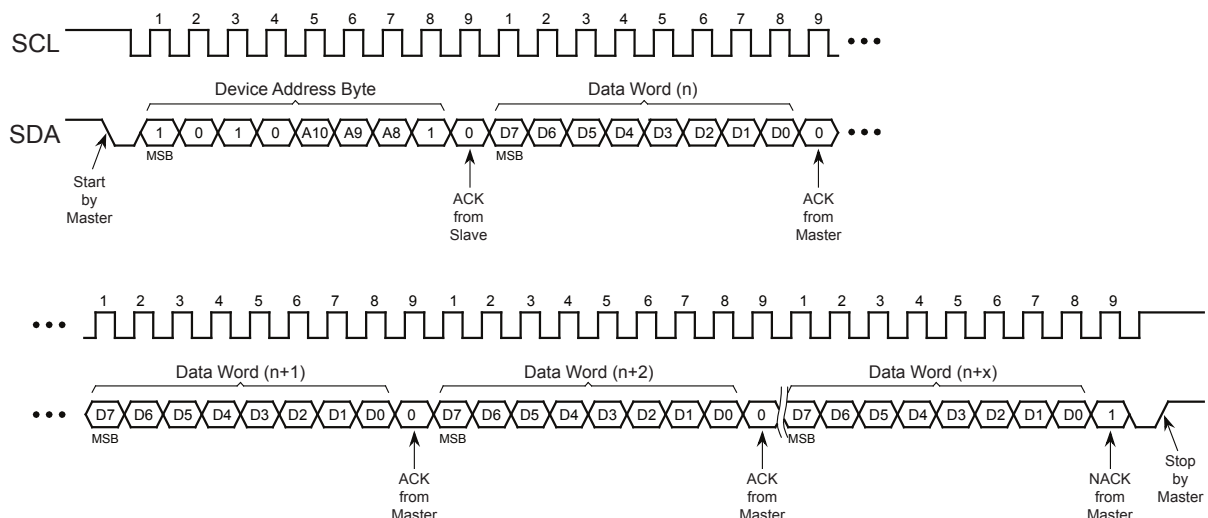 1 2 3 4 5 6 7 8 9 1 2 3 4 5 6 7 8 9
SCL
Device Address Byte Data Word (n)
SDA 1 0 1 0 A10 A9 A8 1 0 D7 D6 D5 D4 D3 D2 D1 D0 0
MSB MSB
Start by Master
ACK from Slave
ACK from Master
1 2 3 4 5 6 7 8 9 1 2 3 4 5 6 7 8 9 1 2 3 4 5 6 7 8 9
Data Word (n+1) Data Word (n+2) Data Word (n+x)
D7 D6 D5 D4 D3 D2 D1 D0 0 D7 D6 D5 D4 D3 D2 D1 D0 0 D7 D6 D5 D4 D3 D2 D1 D0 1
MSB MSB MSB
ACK from Master
ACK from Master
NACK from Master
Stop by Master